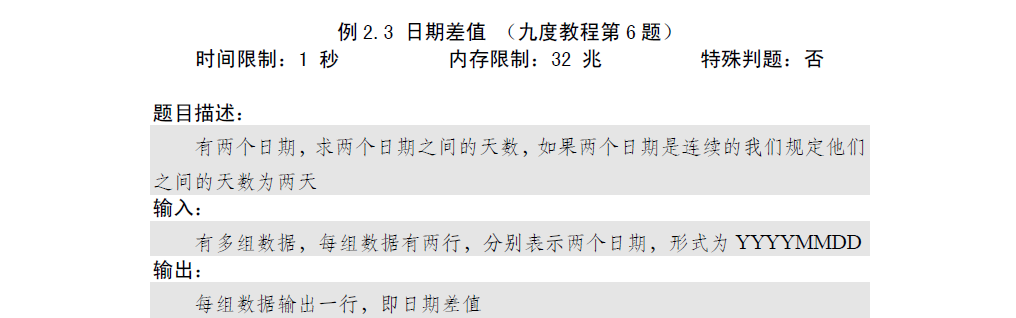 例 2.3 日期差值 （九度教程第 6 题）
时间限制：1 秒 内存限制：32 兆 特殊判题：否
题目描述：
有两个日期，求两个日期之间的天数，如果两个日期是连续的我们规定他们
之间的天数为两天
输入：
有多组数据，每组数据有两行，分别表示两个日期，形式为 YYYYMMDD
输出：
每组数据输出一行，即日期差值